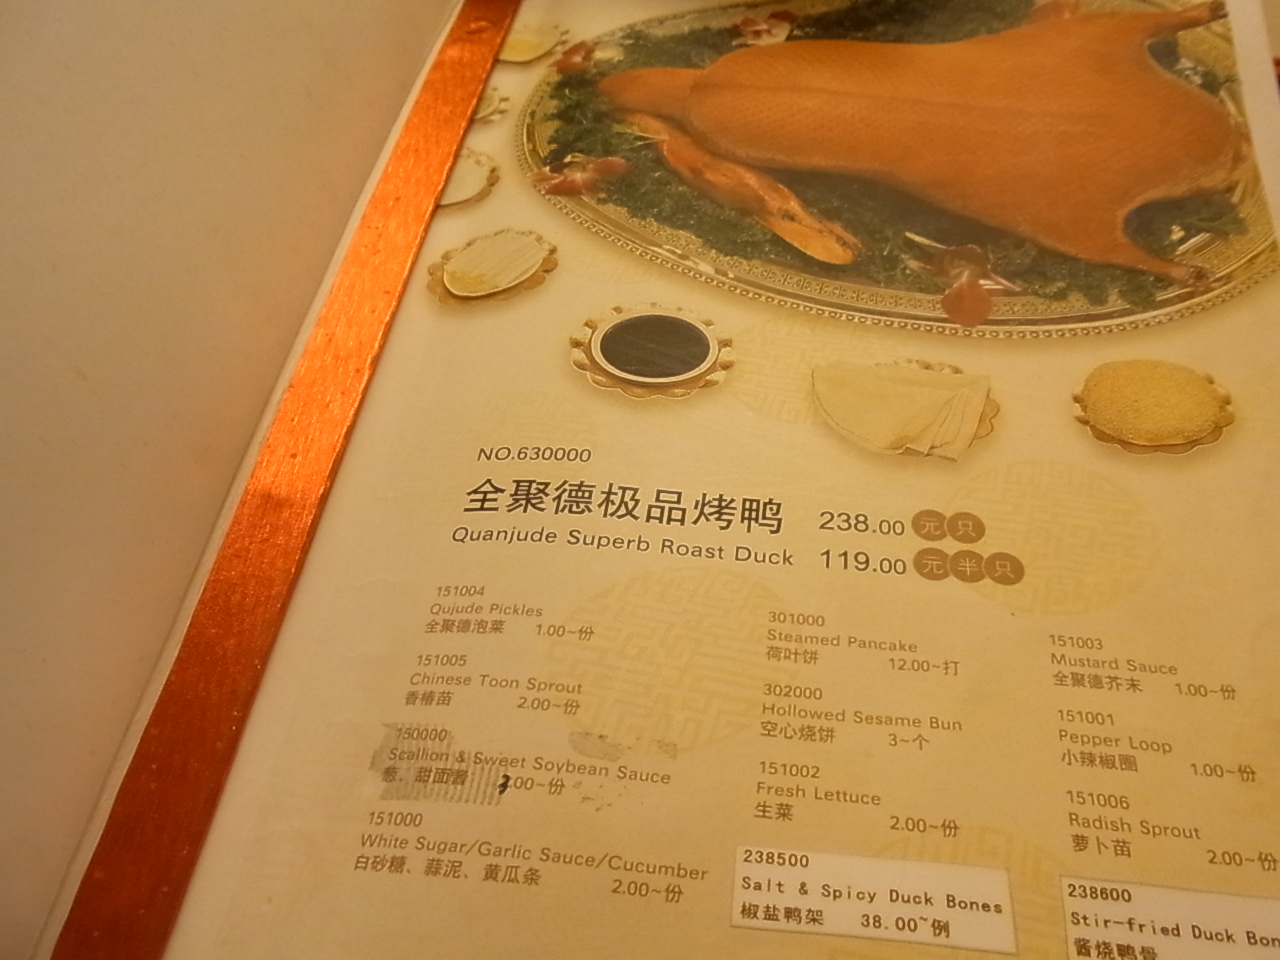 NO.630000
全聚德极品烤鸭 238.00 元 只
Quanjude Superb Roast Duck 119.00 元 半 只
151004
Qujude Pickles
全聚德泡菜 1.00~份
151005
Chinese Toon Sprout
香椿苗 2.00~份
150000
Scallion & Sweet Soybean Sauce
葱、甜面酱 3.00~份
151000
White Sugar/Garlic Sauce/Cucumber
白砂糖、蒜泥、黄瓜条 2.00~份
301000
Steamed Pancake
荷叶饼 12.00~打
302000
Hollowed Sesame Bun
空心烧饼 3~个
151002
Fresh Lettuce
生菜 2.00~份
238500
Salt & Spicy Duck Bones
椒盐鸭架 38.00~例
151003
Mustard Sauce
全聚德芥末 1.00~份
151001
Pepper Loop
小辣椒圈 1.00~份
151006
Radish Sprout
萝卜苗 2.00~份
238600
Stir-fried Duck Bon
酱烧鸭骨